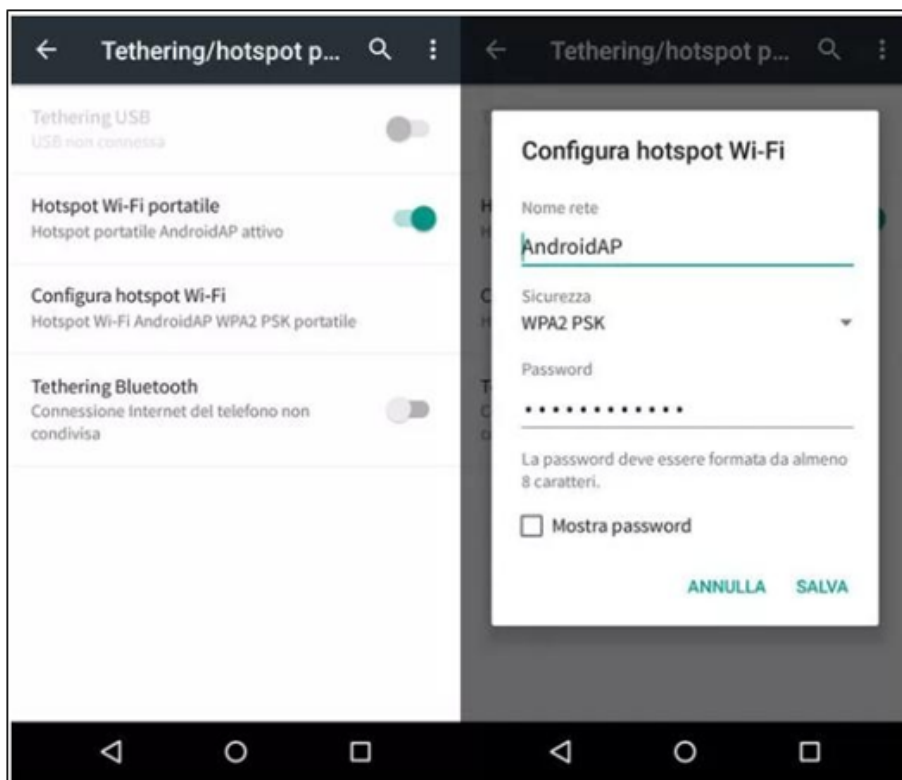 Tethering/hotspot p...
Tethering USB
USB non connessa
Hotspot Wi-Fi portatile
Hotspot portatile AndroidAP attivo
Configura hotspot Wi-Fi
Hotspot Wi-Fi AndroidAP WPA2 PSK portatile
Tethering Bluetooth
Connessione Internet del telefono non
condivisa
Tethering/hotspot p...
Configura hotspot Wi-Fi
Nome rete
AndroidAP
Sicurezza
WPA2 PSK
Password
••••••••••••
La password deve essere formata da almeno
8 caratteri.
Mostra password
ANNULLA SALVA